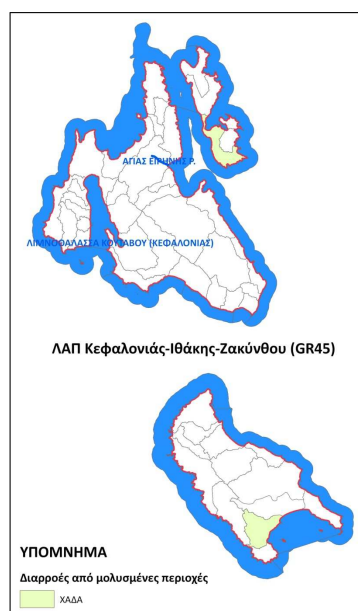 ΑΓΙΑΣ ΕΙΡΗΝΗΣ Ρ.
ΛΙΜΝΟΘΑΛΑΣΣΑ ΚΟΥΤΑΒΟΥ (ΚΕΦΑΛΟΝΙΑΣ)
ΛΑΠ Κεφαλονιάς-Ιθάκης-Ζακύνθου (GR45)
ΥΠΟΜΝΗΜΑ
Διαρροές από μολυσμένες περιοχές
ΧΑΔΑ